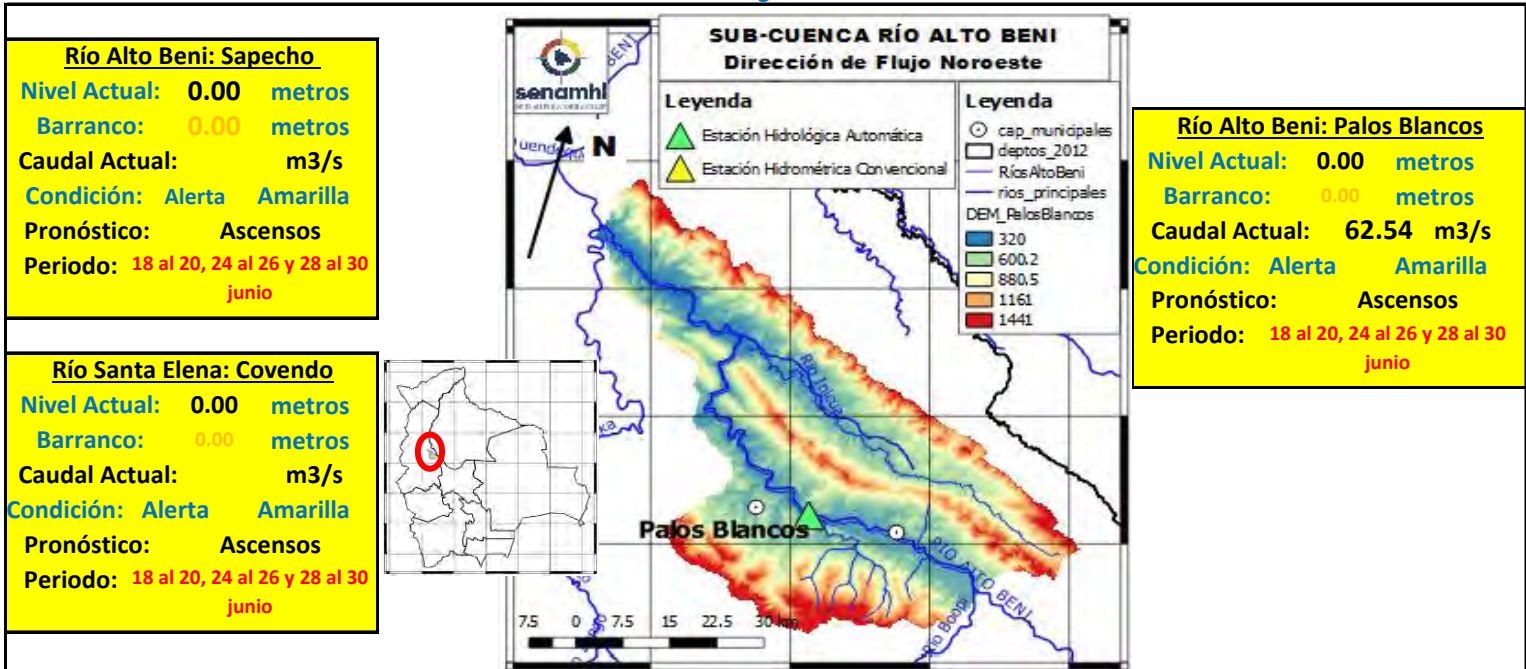 Río Alto Beni: Sapecho
Nivel Actual: 0.00 metros
Barranco: 0.00 metros
Caudal Actual: m3/s
Condición: Alerta Amarilla
Pronóstico: Ascensos
Periodo: 18 al 20, 24 al 26 y 28 al 30
junio
Río Santa Elena: Covendo
Nivel Actual: 0.00 metros
Barranco: 0.00 metros
Caudal Actual: m3/s
Condición: Alerta Amarilla
Pronóstico: Ascensos
Periodo: 18 al 20, 24 al 26 y 28 al 30
junio
senamhi
SUB-CUENCA RÍO ALTO BENI
Dirección de Flujo Noroeste
Leyenda
Estación Hidrológica Automática
Estación Hidrométrica Convencional
Leyenda
cap_municipales
deptos_2012
RíosAltoBeni
rios_principales
DEM_PalosBlancos
320
600.2
880.5
1161
1441
BENI
N
Río Inicua
Palos Blancos
RÍO ALTO BENI
Río Boopi
7.5 0 7.5 15 22.5 30 km
Río Alto Beni: Palos Blancos
Nivel Actual: 0.00 metros
Barranco: 0.00 metros
Caudal Actual: 62.54 m3/s
Condición: Alerta Amarilla
Pronóstico: Ascensos
Periodo: 18 al 20, 24 al 26 y 28 al 30
junio